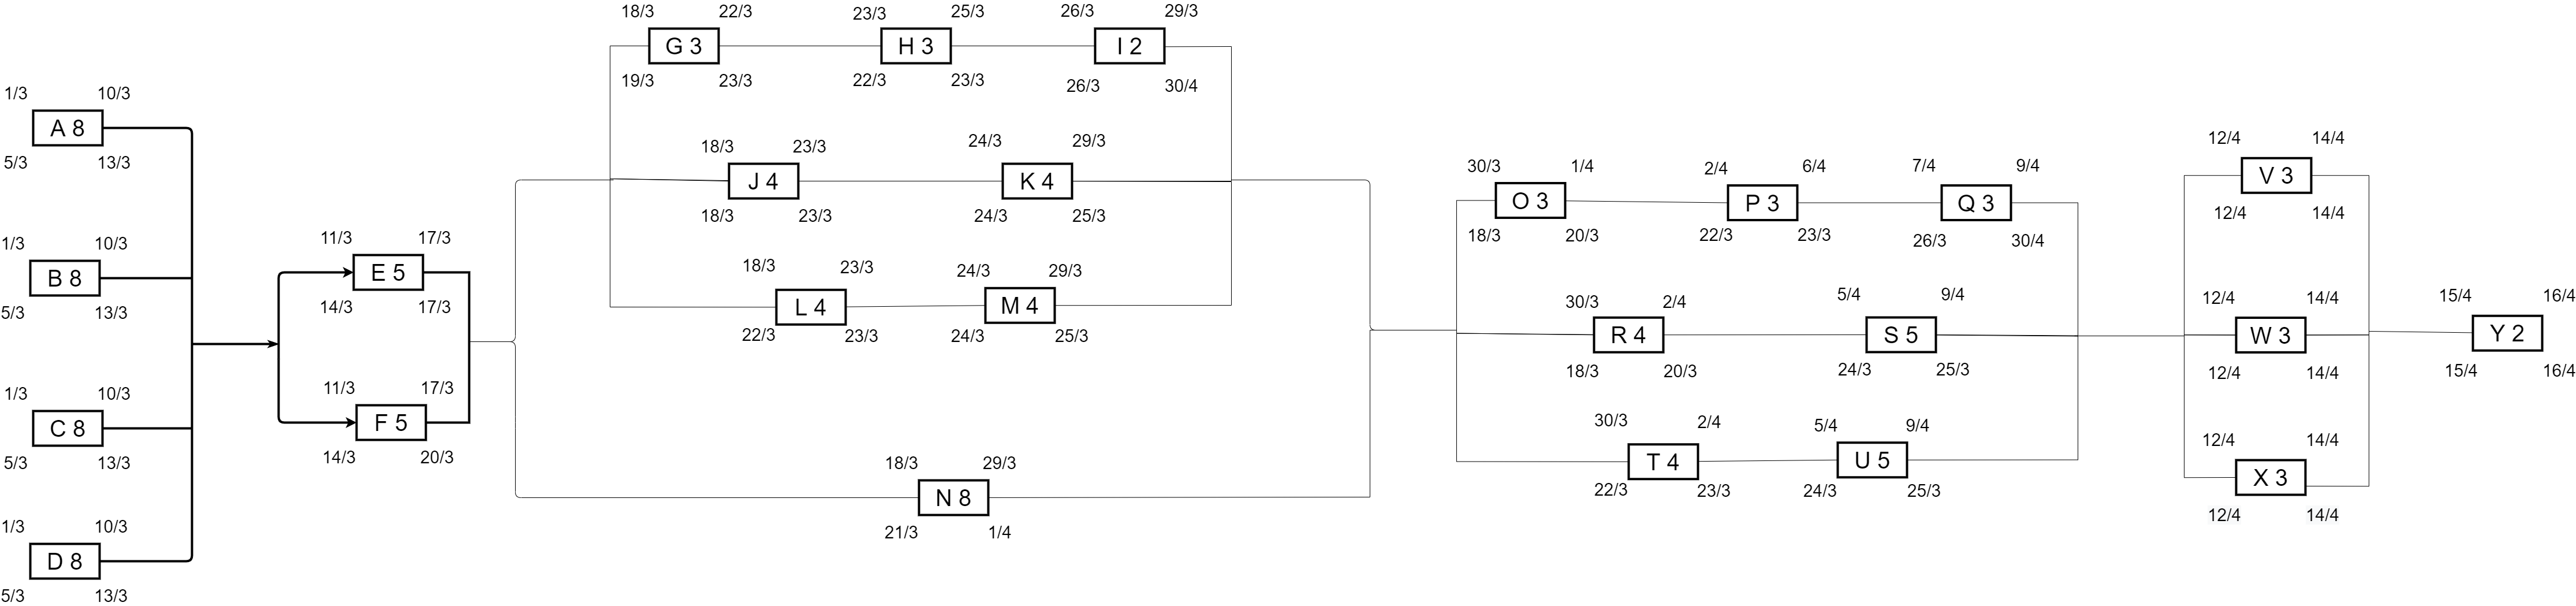 1/3 10/3
A 8
5/3 13/3
1/3 10/3
B 8
5/3 13/3
1/3 10/3
C 8
5/3 13/3
1/3 10/3
D 8
5/3 13/3
11/3 17/3
E 5
14/3 17/3
11/3 17/3
F 5
14/3 20/3
18/3 22/3
G 3
19/3 23/3
23/3 25/3
H 3
22/3 23/3
26/3 29/3
I 2
26/3 30/4
18/3 23/3
J 4
18/3 23/3
24/3 29/3
K 4
24/3 25/3
18/3 23/3
L 4
22/3 23/3
24/3 29/3
M 4
24/3 25/3
18/3 29/3
N 8
21/3 1/4
30/3 1/4
O 3
18/3 20/3
2/4 6/4
P 3
22/3 23/3
7/4 9/4
Q 3
26/3 30/4
30/3 2/4
R 4
18/3 20/3
5/4 9/4
S 5
24/3 25/3
30/3 2/4
T 4
22/3 23/3
5/4 9/4
U 5
24/3 25/3
12/4 14/4
V 3
12/4 14/4
12/4 14/4
W 3
12/4 14/4
12/4 14/4
X 3
12/4 14/4
15/4 16/4
Y 2
15/4 16/4